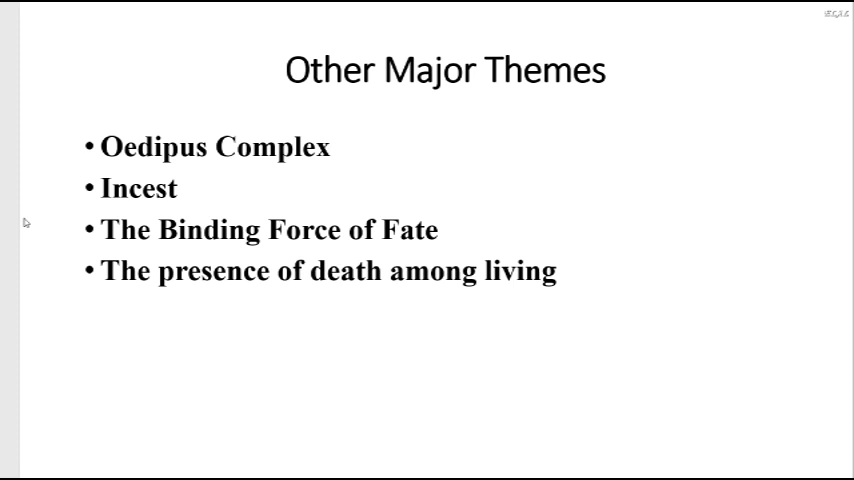 Other Major Themes
• Oedipus Complex
• Incest
• The Binding Force of Fate
• The presence of death among living